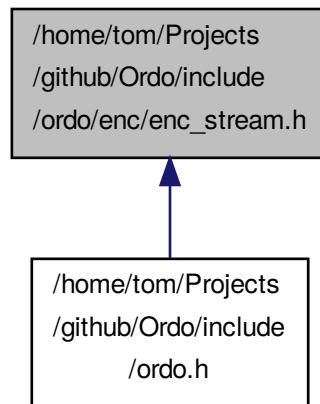 /home/tom/Projects
/github/Ordo/include
/ordo/enc/enc_stream.h
/home/tom/Projects
/github/Ordo/include
/ordo.h